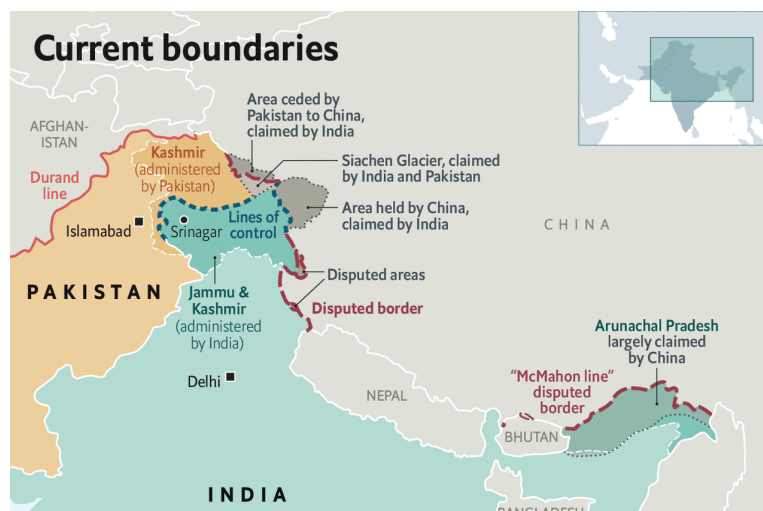 Current boundaries
Area ceded by
Pakistan to China,
claimed by India
AFGHAN-
ISTAN
Kashmir
(administered
by Pakistan)
Siachen Glacier, claimed
by India and Pakistan
Durand
line
Area held by China,
claimed by India
Islamabad
Srinagar
Lines of
control
CHINA
Disputed areas
PAKISTAN
Jammu &
Kashmir
(administered
by India)
Disputed border
Arunachal Pradesh
largely claimed
by China
Delhi
NEPAL
"McMahon line"
disputed
border
BHUTAN
INDIA
BANGLADESH